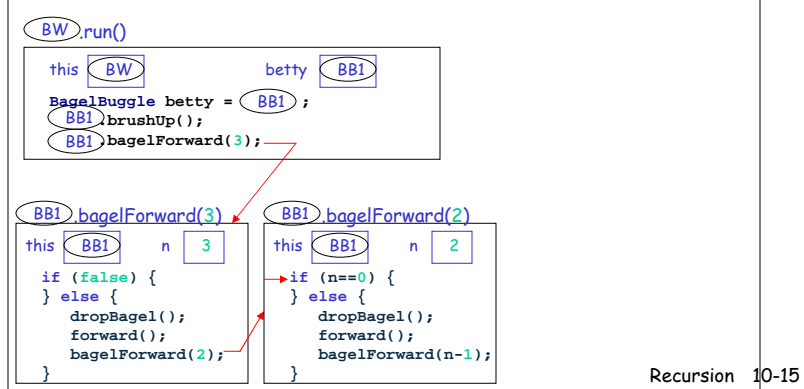 BW.run()
this BW betty BB1
BagelBuggle betty = BB1 ;
BB1.brushUp();
BB1.bagelForward(3);
BB1.bagelForward(3)
this BB1 n 3
if (false) {
} else {
dropBagel();
forward();
bagelForward(2);
}
BB1.bagelForward(2)
this BB1 n 2
if (n==0) {
} else {
dropBagel();
forward();
bagelForward(n-1);
}
Recursion 10-15